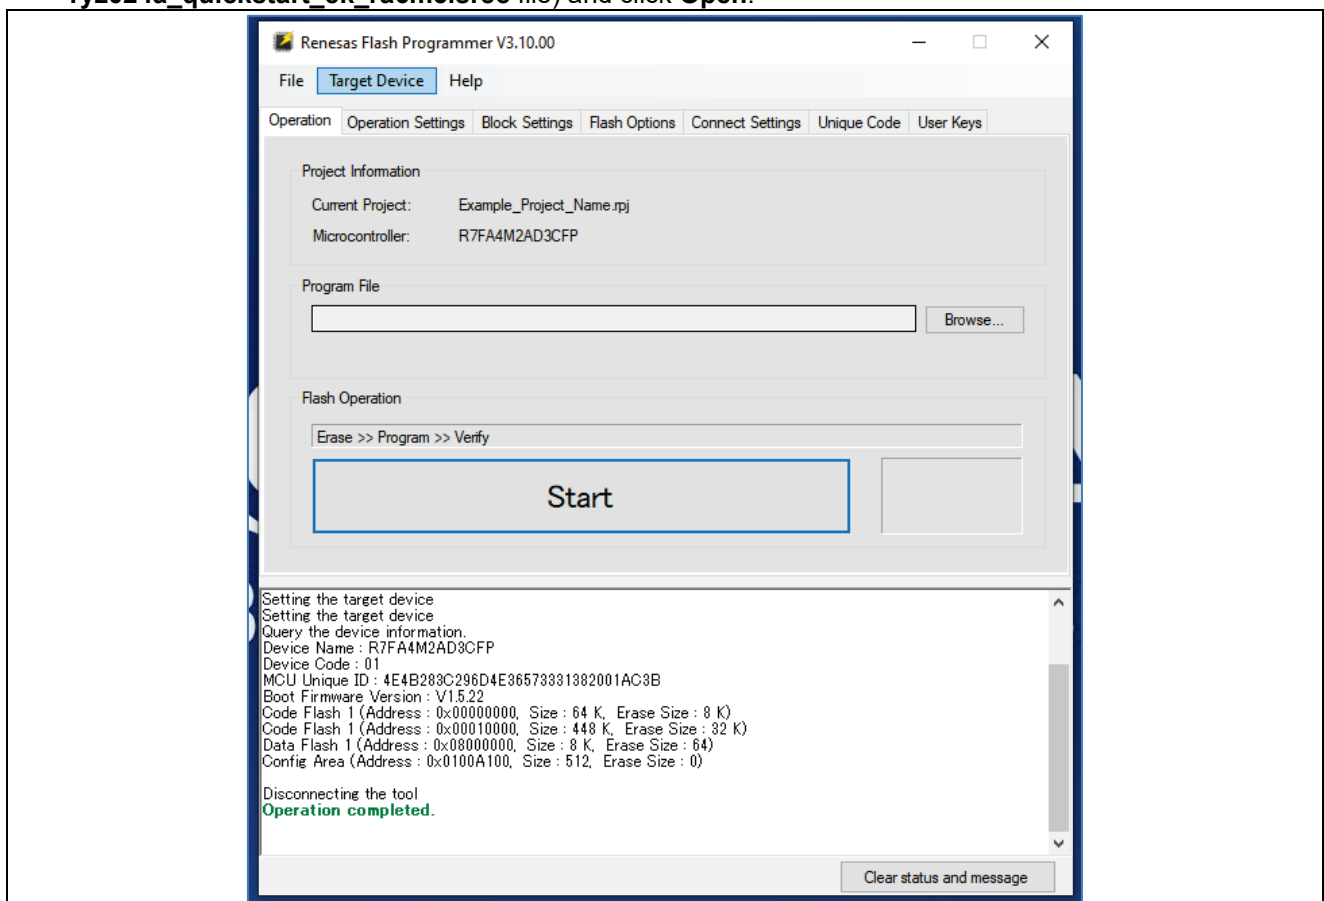 file) and click Open.
Renesas Flash Programmer V3.10.00
File Target Device Help
Operation Operation Settings Block Settings Flash Options Connect Settings Unique Code User Keys
Project Information
Current Project: Example_Project_Name.rpj
Microcontroller: R7FA4M2AD3CFP
Program File
Browse...
Flash Operation
Erase >> Program >> Verify
Start
Setting the target device
Setting the target device
Query the device information.
Device Name : R7FA4M2AD3CFP
Device Code : 01
MCU Unique ID : 4E4B283C296D4E36573331382001AC3B
Boot Firmware Version : V1.5.22
Code Flash 1 (Address : 0x00000000, Size : 64 K, Erase Size : 8 K)
Code Flash 1 (Address : 0x00010000, Size : 448 K, Erase Size : 32 K)
Data Flash 1 (Address : 0x08000000, Size : 8 K, Erase Size : 64)
Config Area (Address : 0x0100A100, Size : 512, Erase Size : 0)
Disconnecting the tool
Operation completed.
Clear status and message